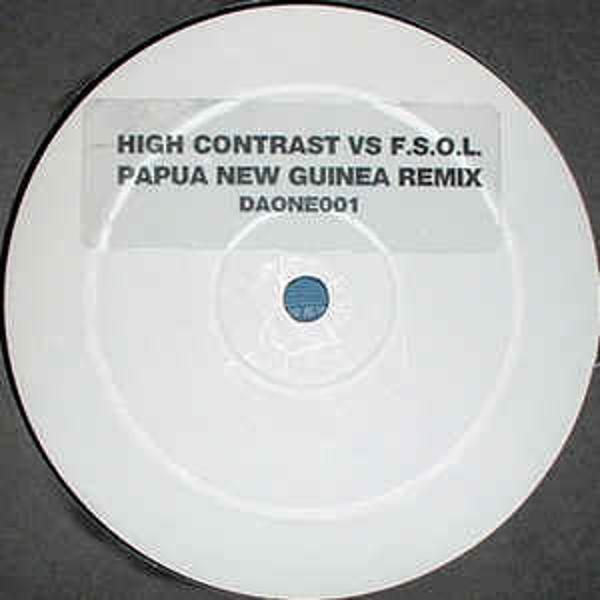 HIGH CONTRAST VS F.S.O.L.
PAPUA NEW GUINEA REMIX
DAONE001